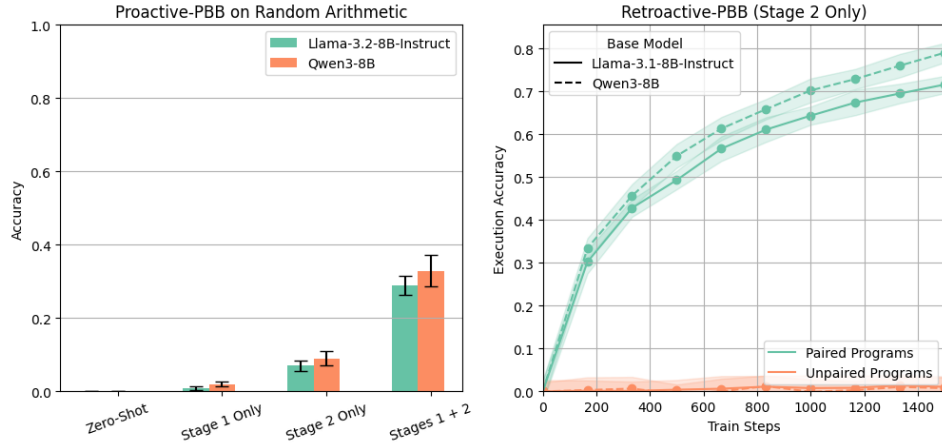 Proactive-PBB on Random Arithmetic
Accuracy
1.0
0.8
0.6
0.4
0.2
0.0
Llama-3.2-8B-Instruct
Qwen3-8B
Zero-Shot
Stage 1 Only
Stage 2 Only
Stages 1 + 2
Retroactive-PBB (Stage 2 Only)
Execution Accuracy
0.8
0.7
0.6
0.5
0.4
0.3
0.2
0.1
0.0
Base Model
Llama-3.1-8B-Instruct
Qwen3-8B
Paired Programs
Unpaired Programs
0
200
400
600
800
1000
1200
1400
Train Steps